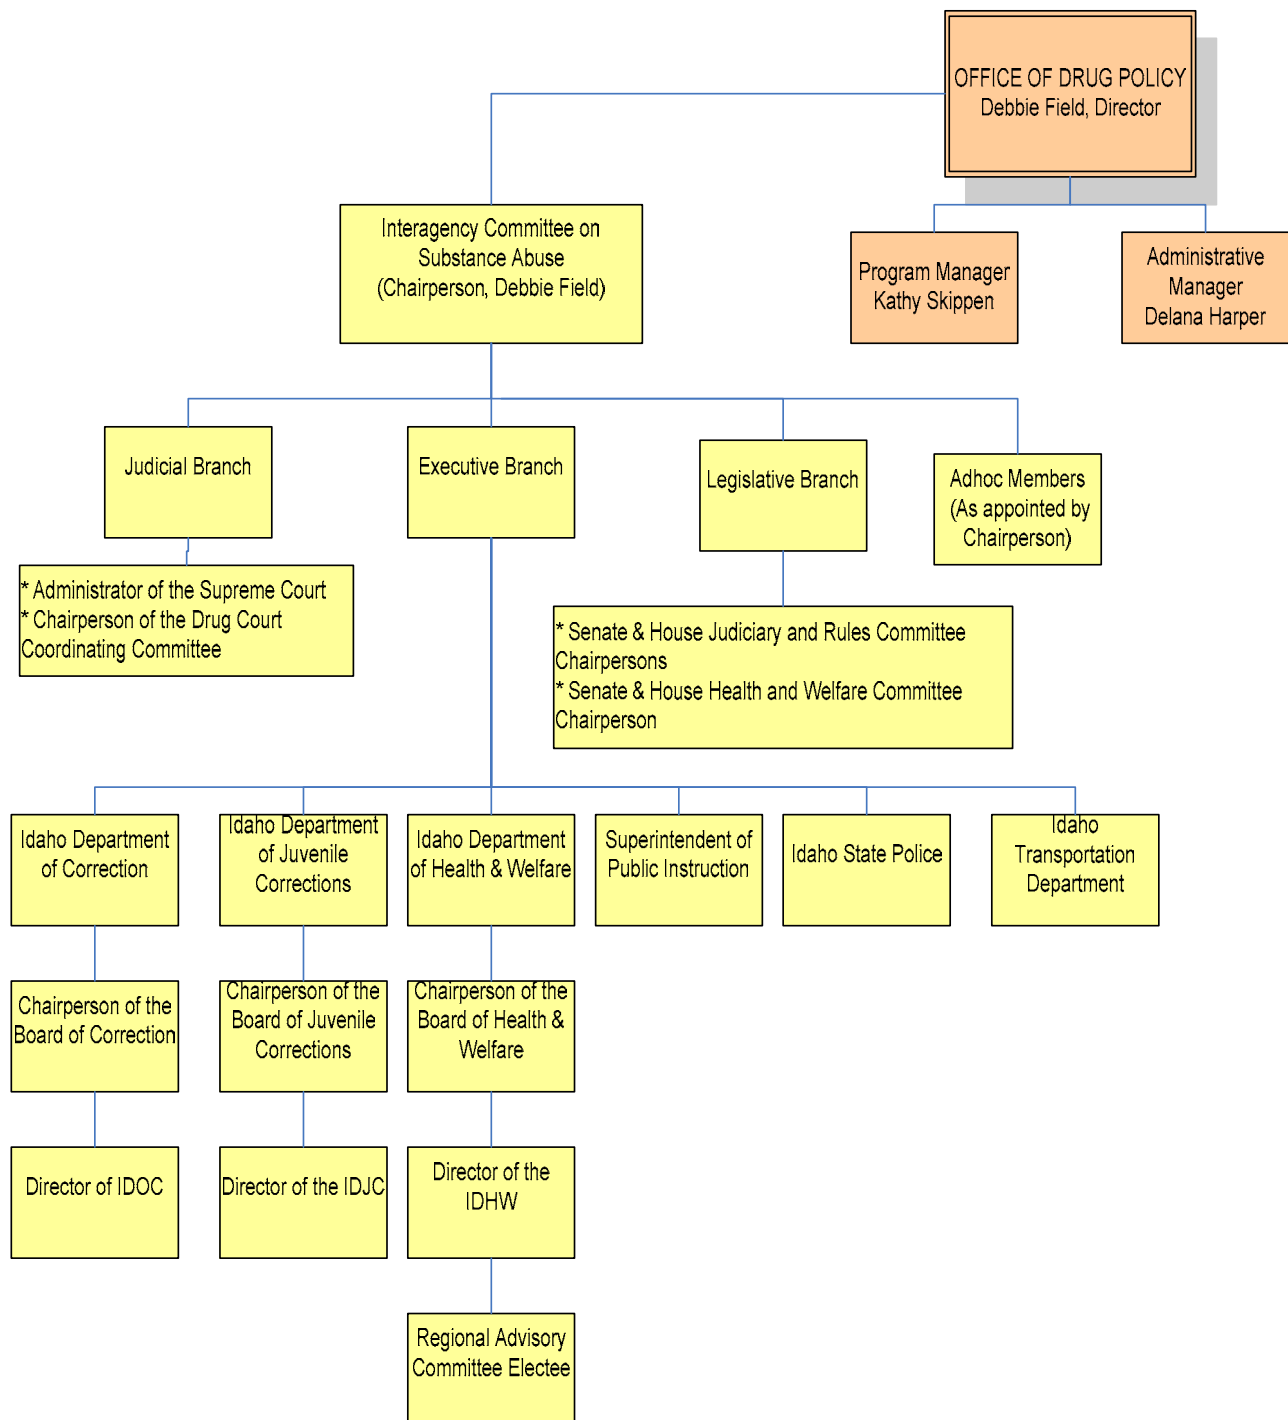 OFFICE OF DRUG POLICY
Debbie Field, Director
Interagency Committee on
Substance Abuse
(Chairperson, Debbie Field)
Program Manager
Kathy Skippen
Administrative
Manager
Delana Harper
Judicial Branch
Executive Branch
Legislative Branch
Adhoc Members
(As appointed by
Chairperson)
* Administrator of the Supreme Court
* Chairperson of the Drug Court
Coordinating Committee
* Senate & House Judiciary and Rules Committee
Chairpersons
* Senate & House Health and Welfare Committee
Chairperson
Idaho Department
of Correction
Idaho Department
of Juvenile
Corrections
Idaho Department
of Health & Welfare
Superintendent of
Public Instruction
Idaho State Police
Idaho
Transportation
Department
Chairperson of the
Board of Correction
Chairperson of the
Board of Juvenile
Corrections
Chairperson of the
Board of Health &
Welfare
Director of IDOC
Director of the IDJC
Director of the
IDHW
Regional Advisory
Committee Electee